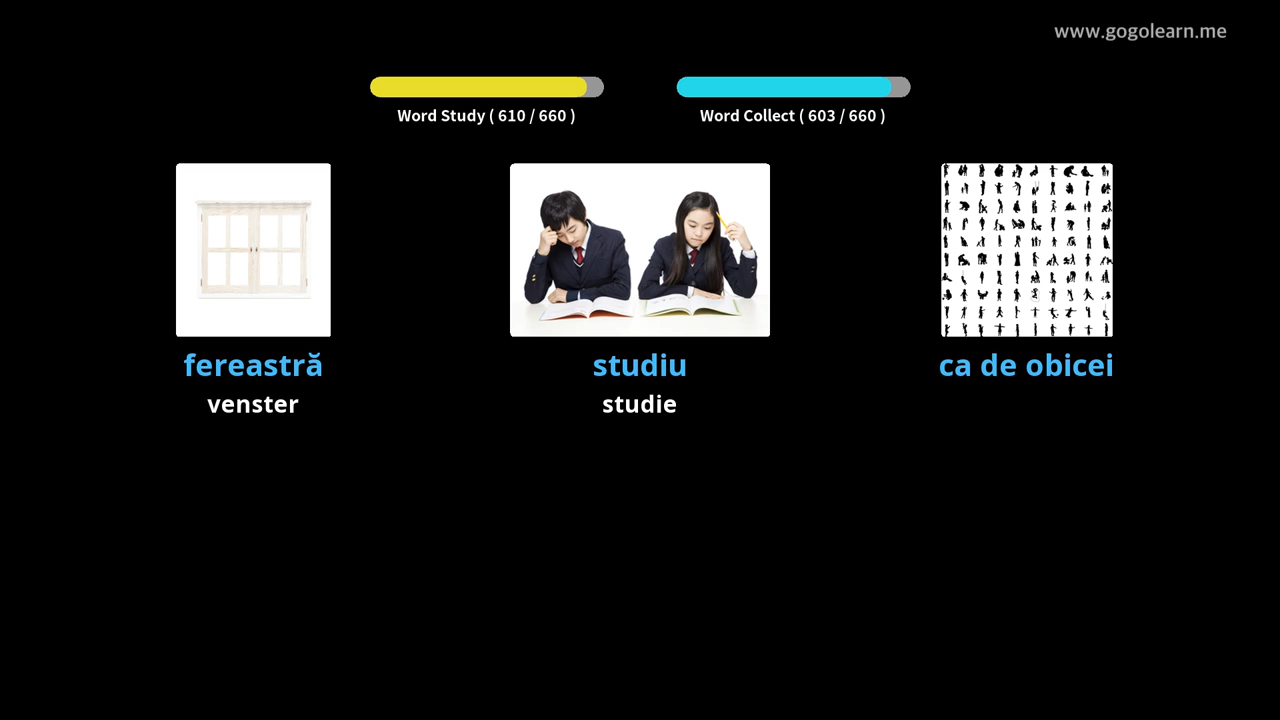 www.gogolearn.me
Word Study ( 610 / 660 )
Word Collect ( 603 / 660 )
fereastră
venster
studiu
studie
ca de obicei